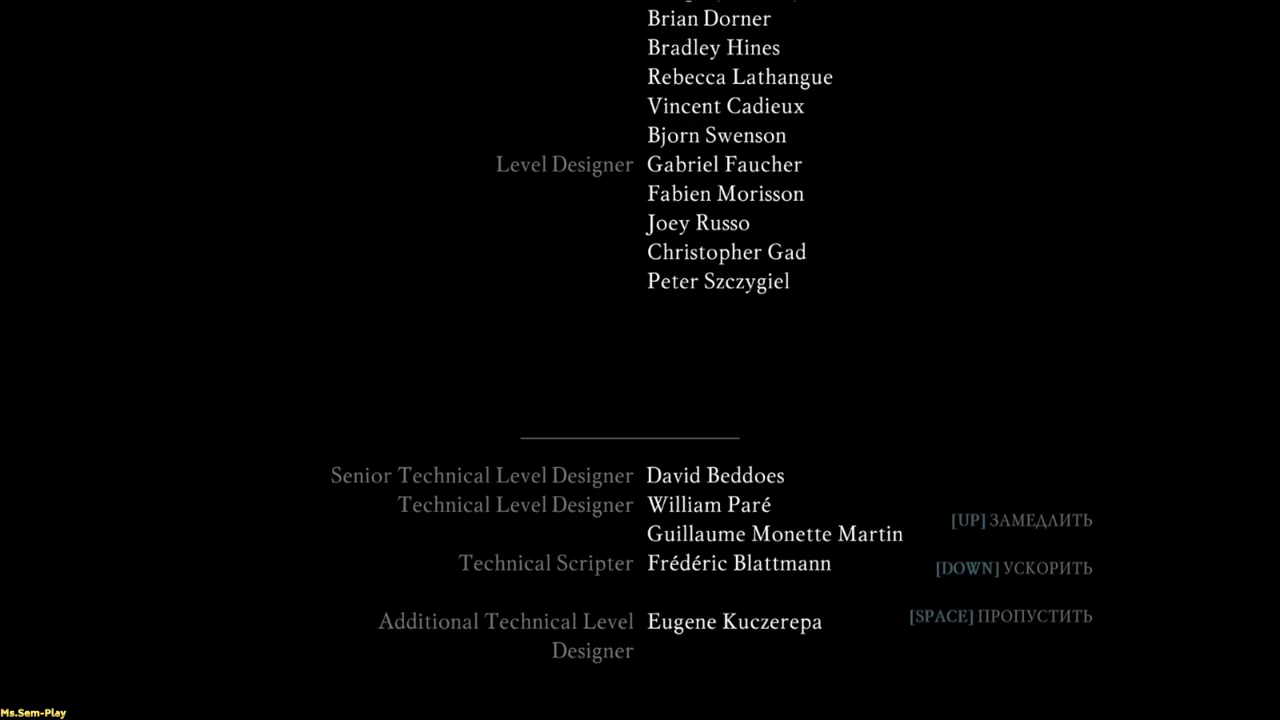 Brian Dorner
Bradley Hines
Rebecca Lathangue
Vincent Cadieux
Bjorn Swenson
Level Designer Gabriel Faucher
Fabien Morisson
Joey Russo
Christopher Gad
Peter Szczygiel
Senior Technical Level Designer David Beddoes
Technical Level Designer William Paré
Guillaume Monette Martin
[UP] ЗАМЕДЛИТЬ
Technical Scripter Frédéric Blattmann
[DOWN] УСКОРИТЬ
[SPACE] ПРОПУСТИТЬ
Additional Technical Level Eugene Kuczerepa
Designer
Ms.Sem-Play